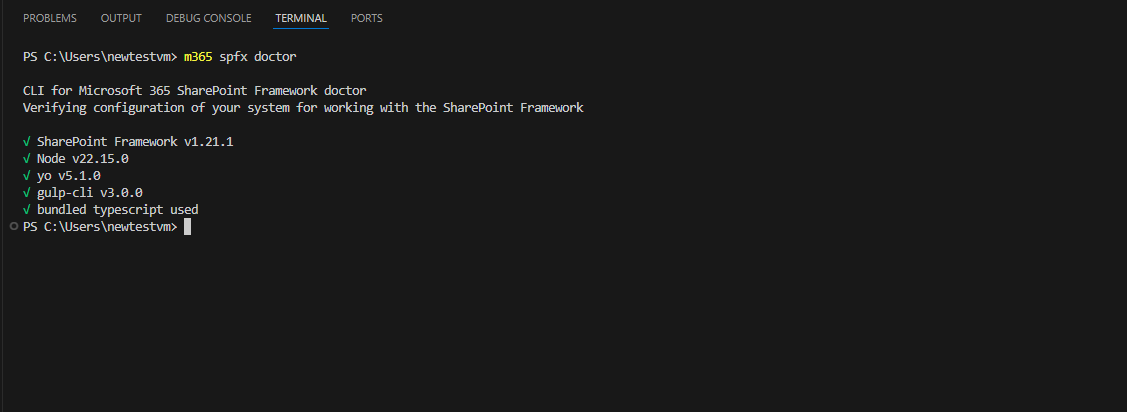 PROBLEMS OUTPUT DEBUG CONSOLE TERMINAL PORTS
PS C:\Users\newtestvm> m365 spfx doctor
CLI for Microsoft 365 SharePoint Framework doctor
Verifying configuration of your system for working with the SharePoint Framework
√ SharePoint Framework v1.21.1
√ Node v22.15.0
√ yo v5.1.0
√ gulp-cli v3.0.0
√ bundled typescript used
PS C:\Users\newtestvm>